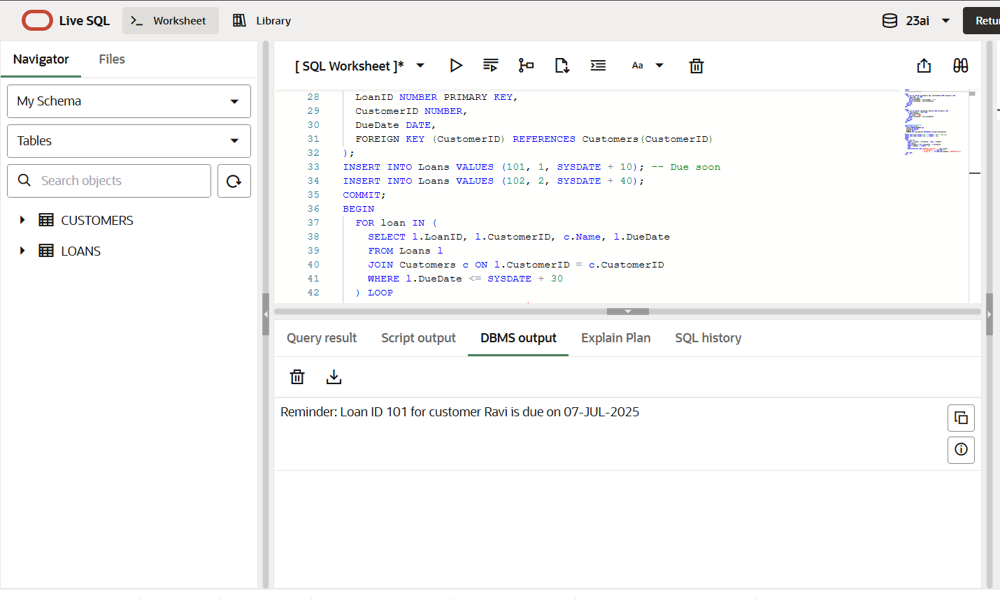 Live SQL
Worksheet
Library
23ai
Navigator
Files
My Schema
Tables
Search objects
CUSTOMERS
LOANS
[ SQL Worksheet ]*
Aa
28 LoanID NUMBER PRIMARY KEY,
29 CustomerID NUMBER,
30 DueDate DATE,
31 FOREIGN KEY (CustomerID) REFERENCES Customers(CustomerID)
32 );
33 INSERT INTO Loans VALUES (101, 1, SYSDATE + 10); -- Due soon
34 INSERT INTO Loans VALUES (102, 2, SYSDATE + 40);
35 COMMIT;
36 BEGIN
37 FOR loan IN (
38 SELECT l.LoanID, l.CustomerID, c.Name, l.DueDate
39 FROM Loans l
40 JOIN Customers c ON l.CustomerID = c.CustomerID
41 WHERE l.DueDate <= SYSDATE + 30
42 ) LOOP
Query result
Script output
DBMS output
Explain Plan
SQL history
Reminder: Loan ID 101 for customer Ravi is due on 07-JUL-2025